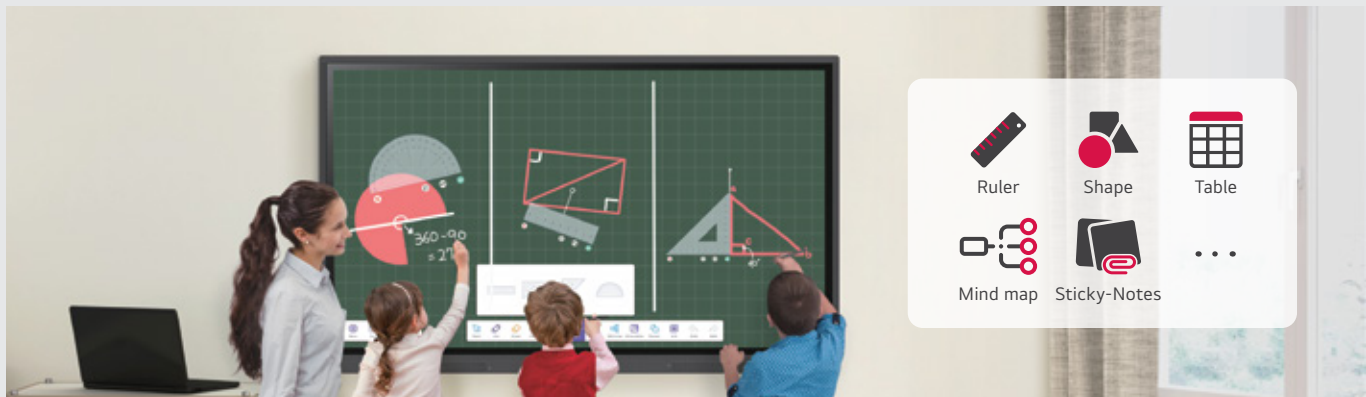 360-90
=27
a
c
b
Ruler
Shape
Table
Mind map
Sticky-Notes
...